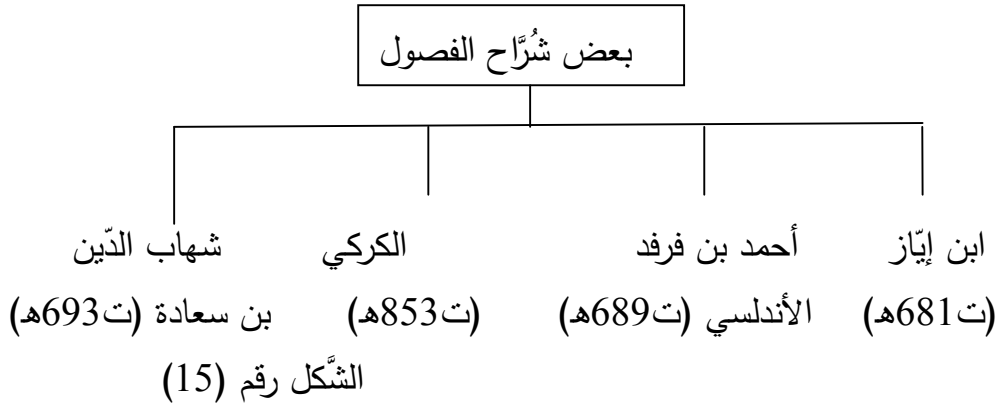 بعض شُرَّاح الفصول
ابن إيّاز أحمد بن فرفد الكركي شهاب الدّين
(ت681هـ) الأندلسي (ت689هـ) (ت853هـ) بن سعادة (ت693هـ)
الشَّكل رقم (15)